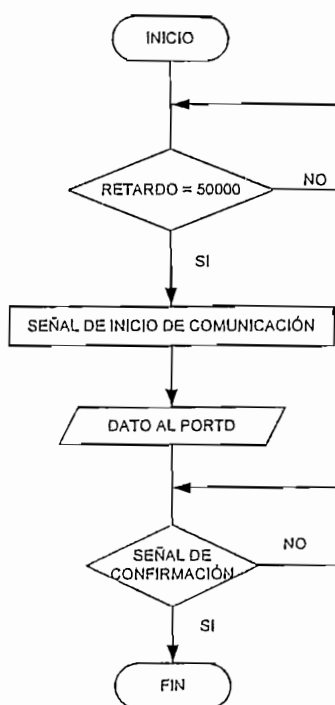 INICIO
RETARDO = 50000
NO
SI
SEÑAL DE INICIO DE COMUNICACIÓN
DATO AL PORTD
SEÑAL DE
CONFIRMACIÓN
NO
SI
FIN